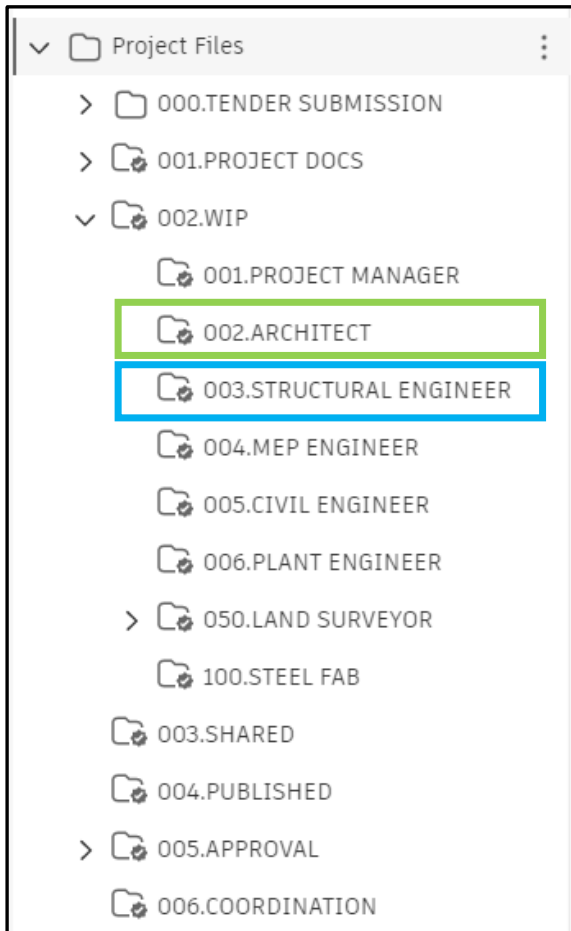 Project Files
000.TENDER SUBMISSION
001.PROJECT DOCS
002.WIP
001.PROJECT MANAGER
002.ARCHITECT
003.STRUCTURAL ENGINEER
004.MEP ENGINEER
005.CIVIL ENGINEER
006.PLANT ENGINEER
050.LAND SURVEYOR
100.STEEL FAB
003.SHARED
004.PUBLISHED
005.APPROVAL
006.COORDINATION